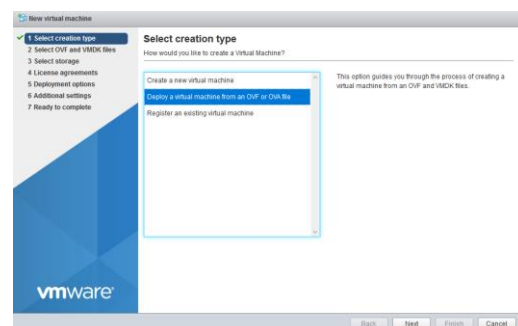 New virtual machine
1 Select creation type
2 Select OVF and VMDK files
3 Select storage
4 License agreements
5 Deployment options
6 Additional settings
7 Ready to complete
vmware
Select creation type
How would you like to create a Virtual Machine?
Create a new virtual machine
Deploy a virtual machine from an OVF or OVA file
Register an existing virtual machine
This option guides you through the process of creating a
virtual machine from an OVF and VMDK files.
Back Next Finish Cancel